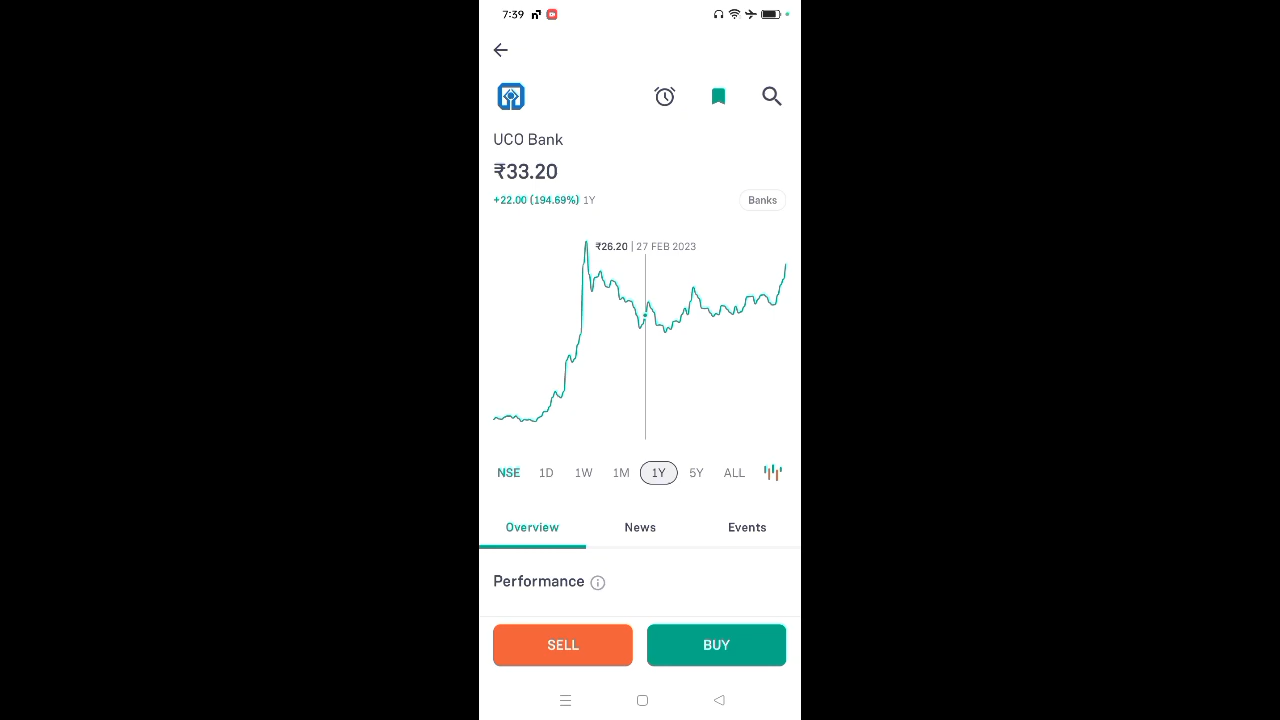 7:39
UCO Bank
₹33.20
+22.00 (194.69%) 1Y
Banks
₹26.20 | 27 FEB 2023
NSE 1D 1W 1M 1Y 5Y ALL
Overview News Events
Performance
SELL BUY